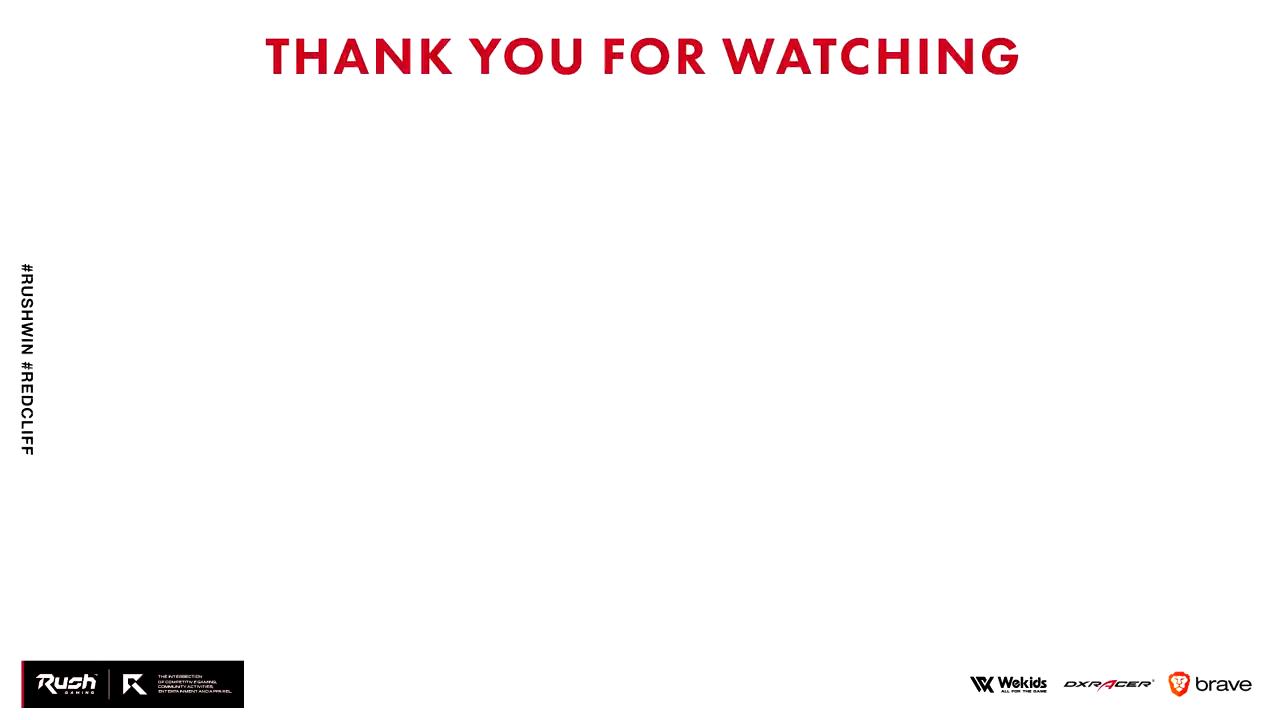 THANK YOU FOR WATCHING
#RUSHWIN #REDCLIFF
Rush
GAMING
THE INTERSECTION
OF COMPETITIVE GAMING,
COMMUNITY ACTIVITIES,
ENTERTAINMENT AND APPAREL
Wekids
ALL FOR THE GAME
DXRACER
brave